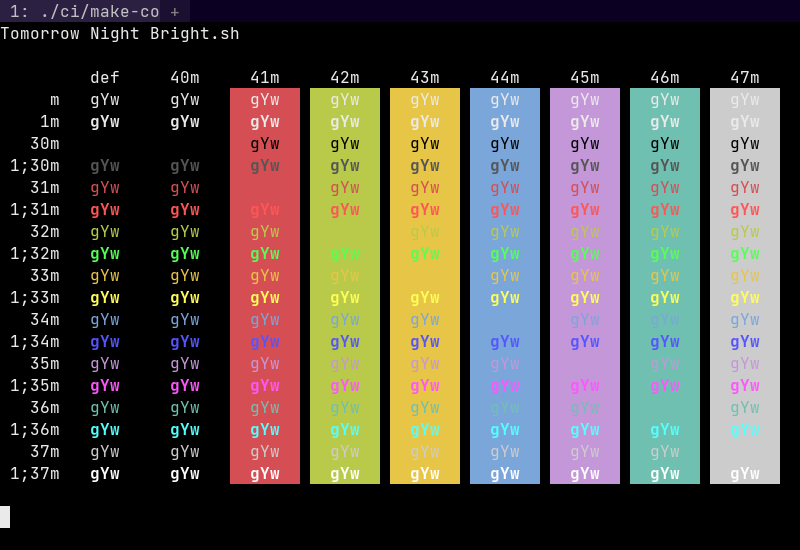 1: ./ci/make-co +
Tomorrow Night Bright.sh
def 40m 41m 42m 43m 44m 45m 46m 47m
m gYw gYw gYw gYw gYw gYw gYw gYw gYw
1m gYw gYw gYw gYw gYw gYw gYw gYw gYw
30m gYw gYw gYw gYw gYw gYw gYw
1;30m gYw gYw gYw gYw gYw gYw gYw gYw gYw
31m gYw gYw gYw gYw gYw gYw gYw gYw
1;31m gYw gYw gYw gYw gYw gYw gYw gYw gYw
32m gYw gYw gYw gYw gYw gYw gYw gYw
1;32m gYw gYw gYw gYw gYw gYw gYw gYw gYw
33m gYw gYw gYw gYw gYw gYw gYw gYw
1;33m gYw gYw gYw gYw gYw gYw gYw gYw gYw
34m gYw gYw gYw gYw gYw gYw gYw gYw
1;34m gYw gYw gYw gYw gYw gYw gYw gYw gYw
35m gYw gYw gYw gYw gYw gYw gYw gYw
1;35m gYw gYw gYw gYw gYw gYw gYw gYw gYw
36m gYw gYw gYw gYw gYw gYw gYw gYw
1;36m gYw gYw gYw gYw gYw gYw gYw gYw gYw
37m gYw gYw gYw gYw gYw gYw gYw gYw
1;37m gYw gYw gYw gYw gYw gYw gYw gYw gYw